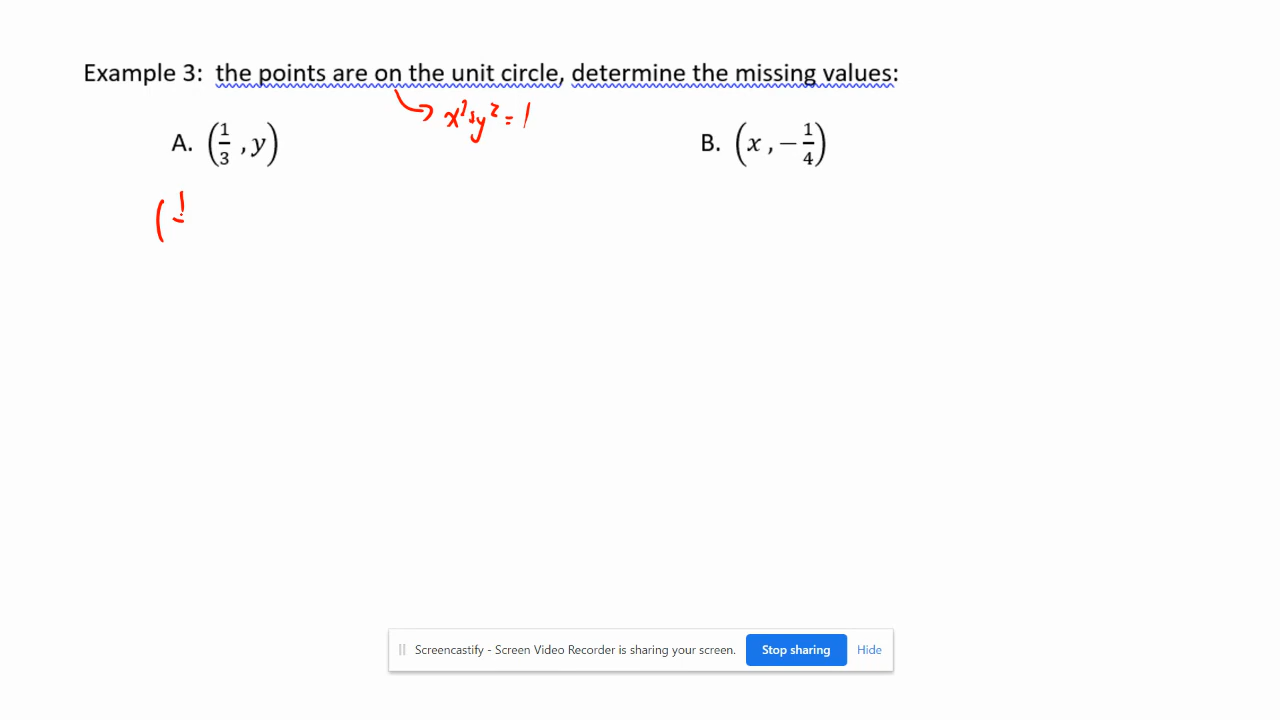 Example 3: the points are on the unit circle, determine the missing values:
x²+y² = 1
A. (1/3 , y)
B. (x , −1/4)
(1
Screencastify - Screen Video Recorder is sharing your screen. Stop sharing Hide